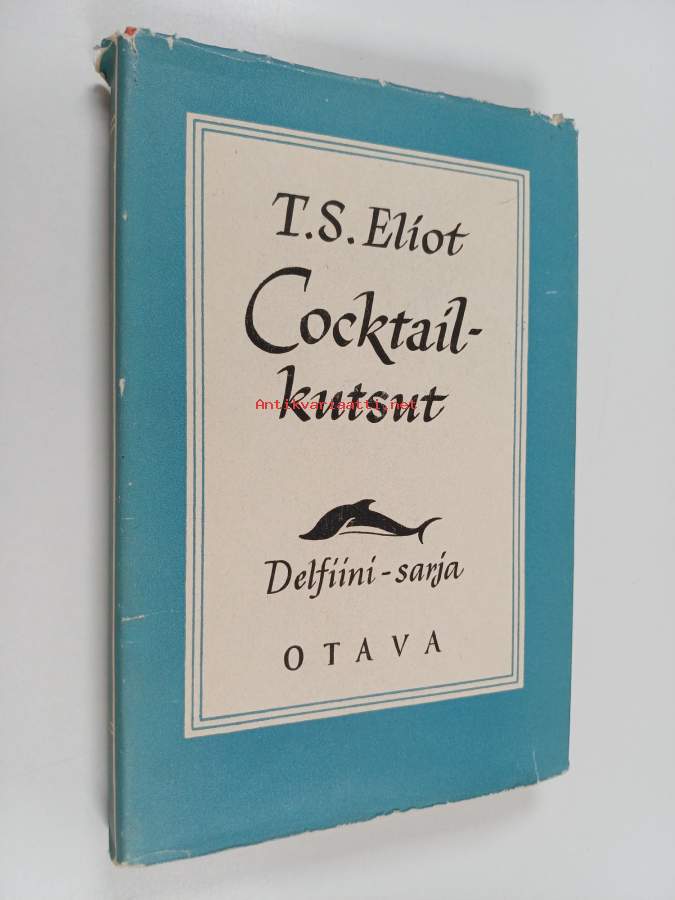 T.S. Eliot
Cocktail-
kutsut
Antikvariaatti.net
Delfiini-sarja
OTAVA